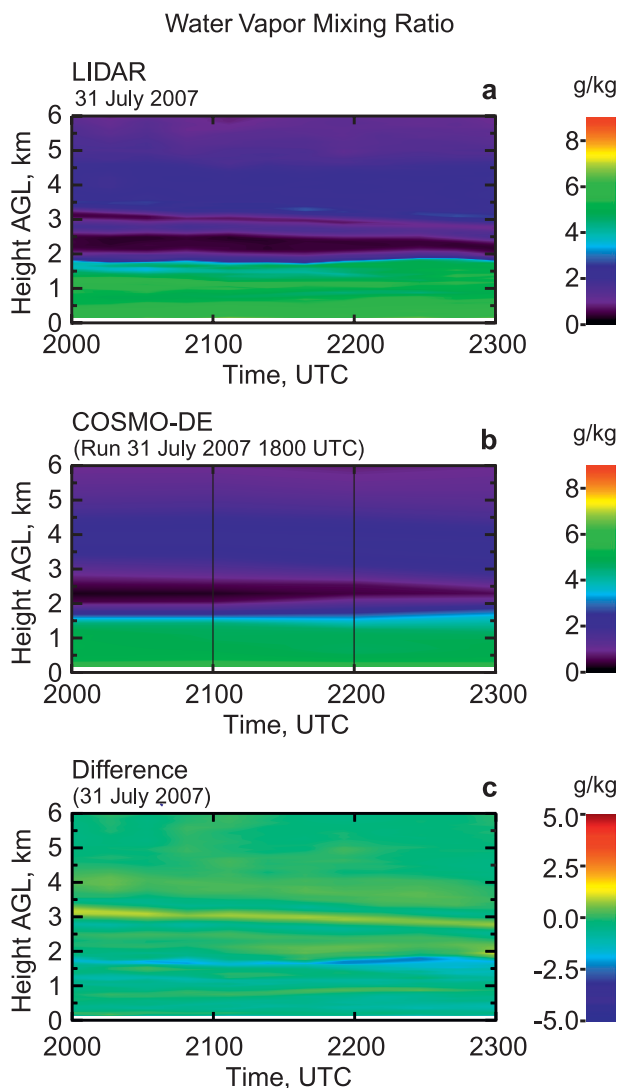 Water Vapor Mixing Ratio
LIDAR
31 July 2007
a
g/kg
Height AGL, km
6
5
4
3
2
1
0
2000 2100 2200 2300
Time, UTC
8
6
4
2
0
COSMO-DE
(Run 31 July 2007 1800 UTC)
b
g/kg
Height AGL, km
6
5
4
3
2
1
0
2000 2100 2200 2300
Time, UTC
8
6
4
2
0
Difference
(31 July 2007)
c
g/kg
Height AGL, km
6
5
4
3
2
1
0
2000 2100 2200 2300
Time, UTC
5.0
2.5
0.0
-2.5
-5.0